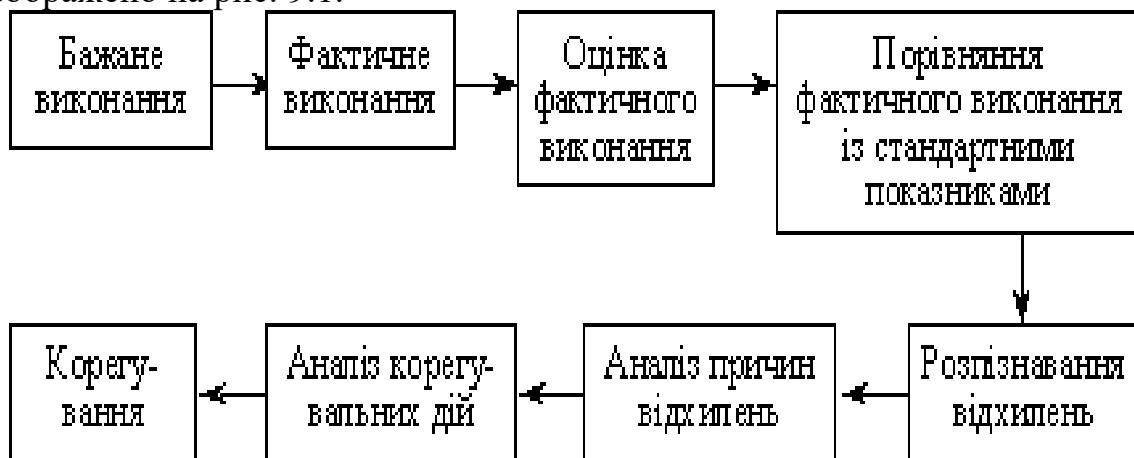 на рис. 9.1.
Бажане
виконання
Фактичне
виконання
Оцінка
фактичного
виконання
Порівняння
фактичного виконання
із стандартними
показниками
Розпізнавання
відхилень
Аналіз причин
відхилень
Аналіз корегу-
вальних дій
Корегу-
вання